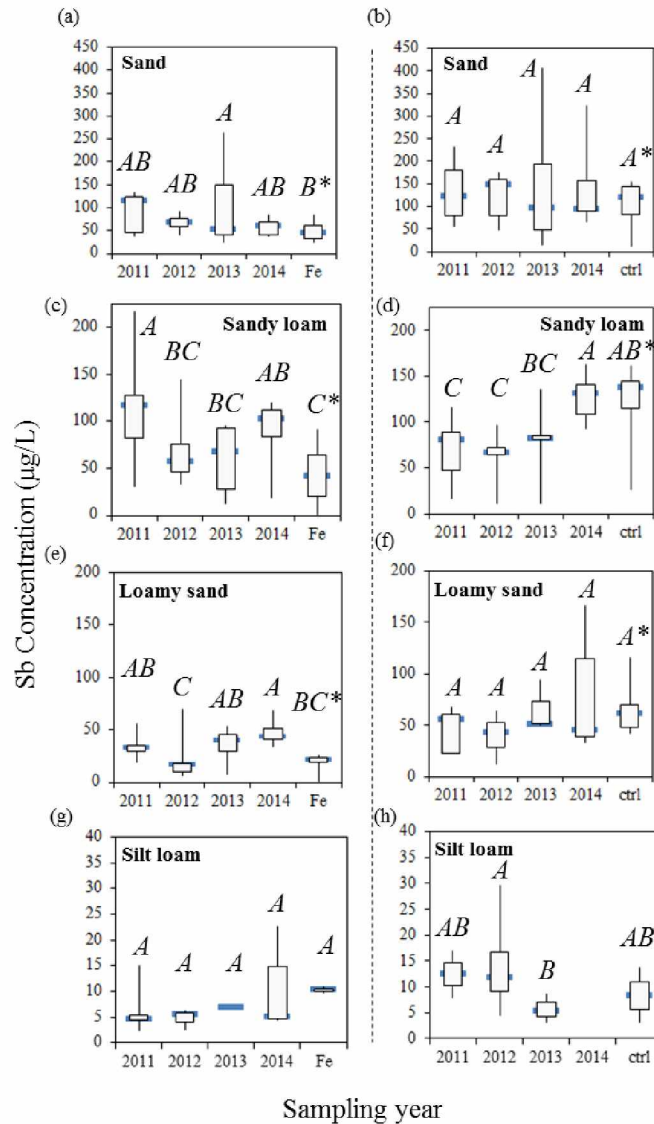 (a)
Sand
450
400
350
300
250
200
150
100
50
0
AB AB A AB B*
2011 2012 2013 2014 Fe
(b)
Sand
450
400
350
300
250
200
150
100
50
0
A A A A A*
2011 2012 2013 2014 ctrl
(c)
Sandy loam
200
150
100
50
0
A BC BC AB C*
2011 2012 2013 2014 Fe
(d)
Sandy loam
200
150
100
50
0
C C BC A AB*
2011 2012 2013 2014 ctrl
(e)
Loamy sand
200
150
100
50
0
AB C AB A BC*
2011 2012 2013 2014 Fe
(f)
Loamy sand
200
150
100
50
0
A A A A A*
2011 2012 2013 2014 ctrl
(g)
Silt loam
40
35
30
25
20
15
10
5
0
A A A A A
2011 2012 2013 2014 Fe
(h)
Silt loam
40
35
30
25
20
15
10
5
0
AB A B AB
2011 2012 2013 2014 ctrl
Sb Concentration (µg/L)
Sampling year